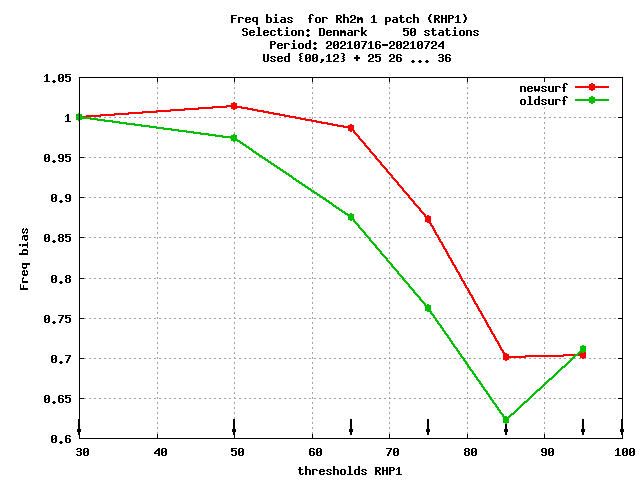 Freq bias  for Rh2m 1 patch (RHP1)
Selection: Denmark     50 stations
Period: 20210716-20210724
Used {00,12} + 25 26 ... 36
newsurf
oldsurf
1.05
1
0.95
0.9
0.85
0.8
0.75
0.7
0.65
0.6
Freq bias
30 40 50 60 70 80 90 100
thresholds RHP1